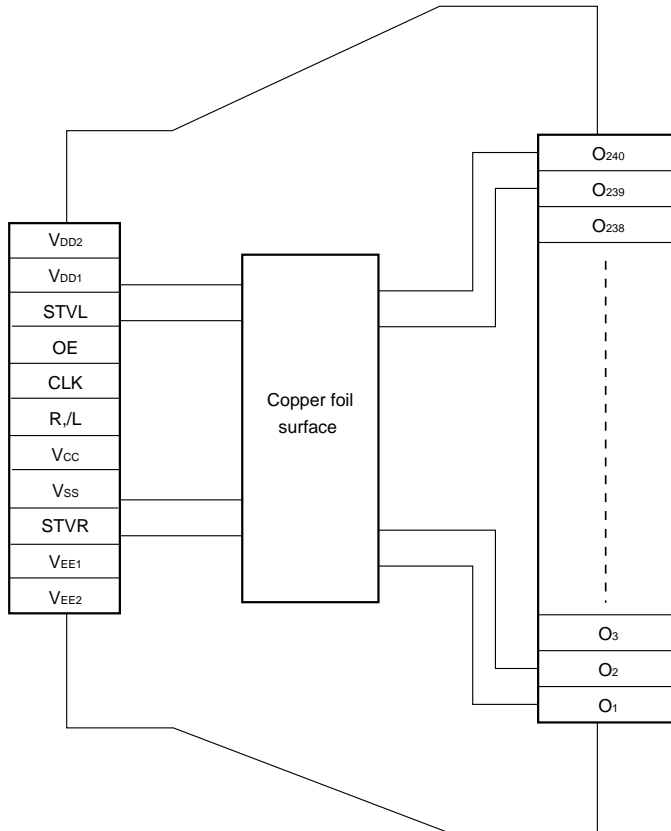 VDD2
VDD1
STVL
OE
CLK
R,/L
VCC
VSS
STVR
VEE1
VEE2
Copper foil
surface
O240
O239
O238
O3
O2
O1